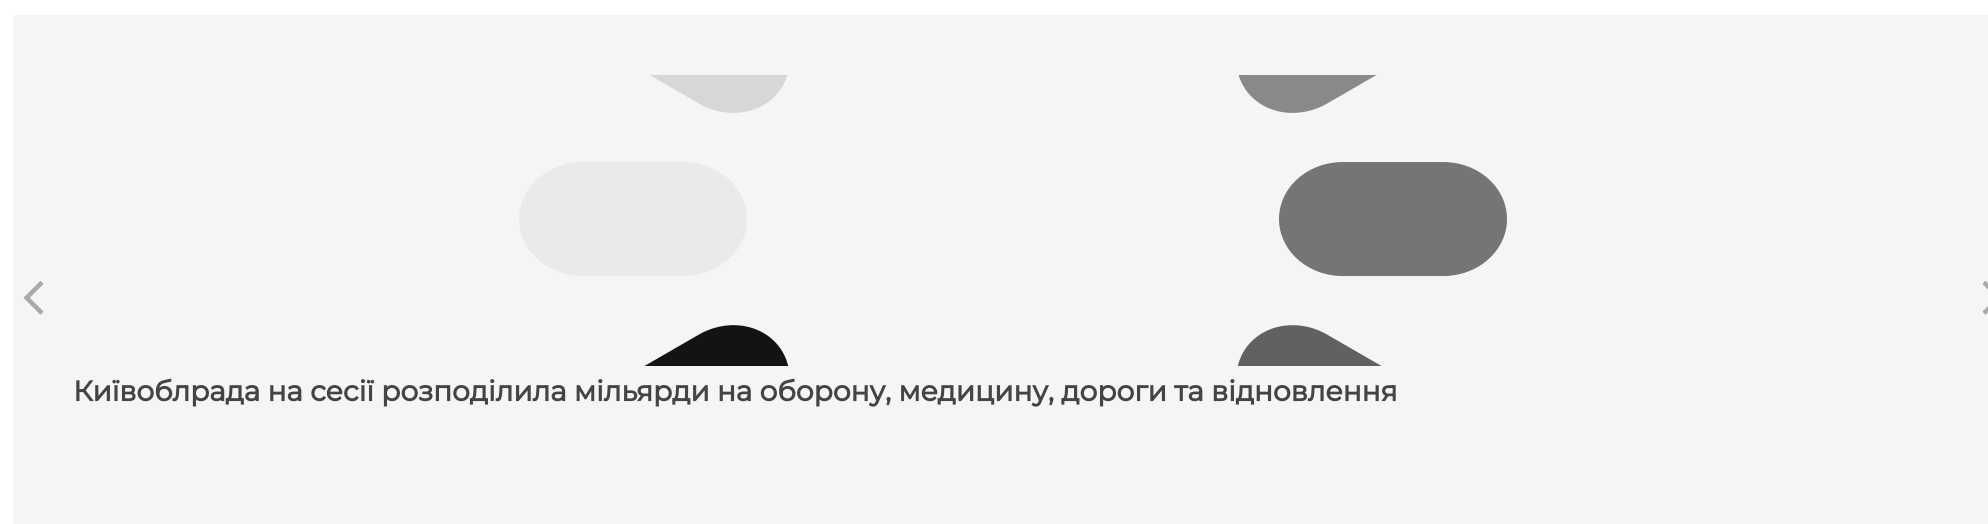 Київоблрада на сесії розподілила мільярди на оборону, медицину, дороги та відновлення